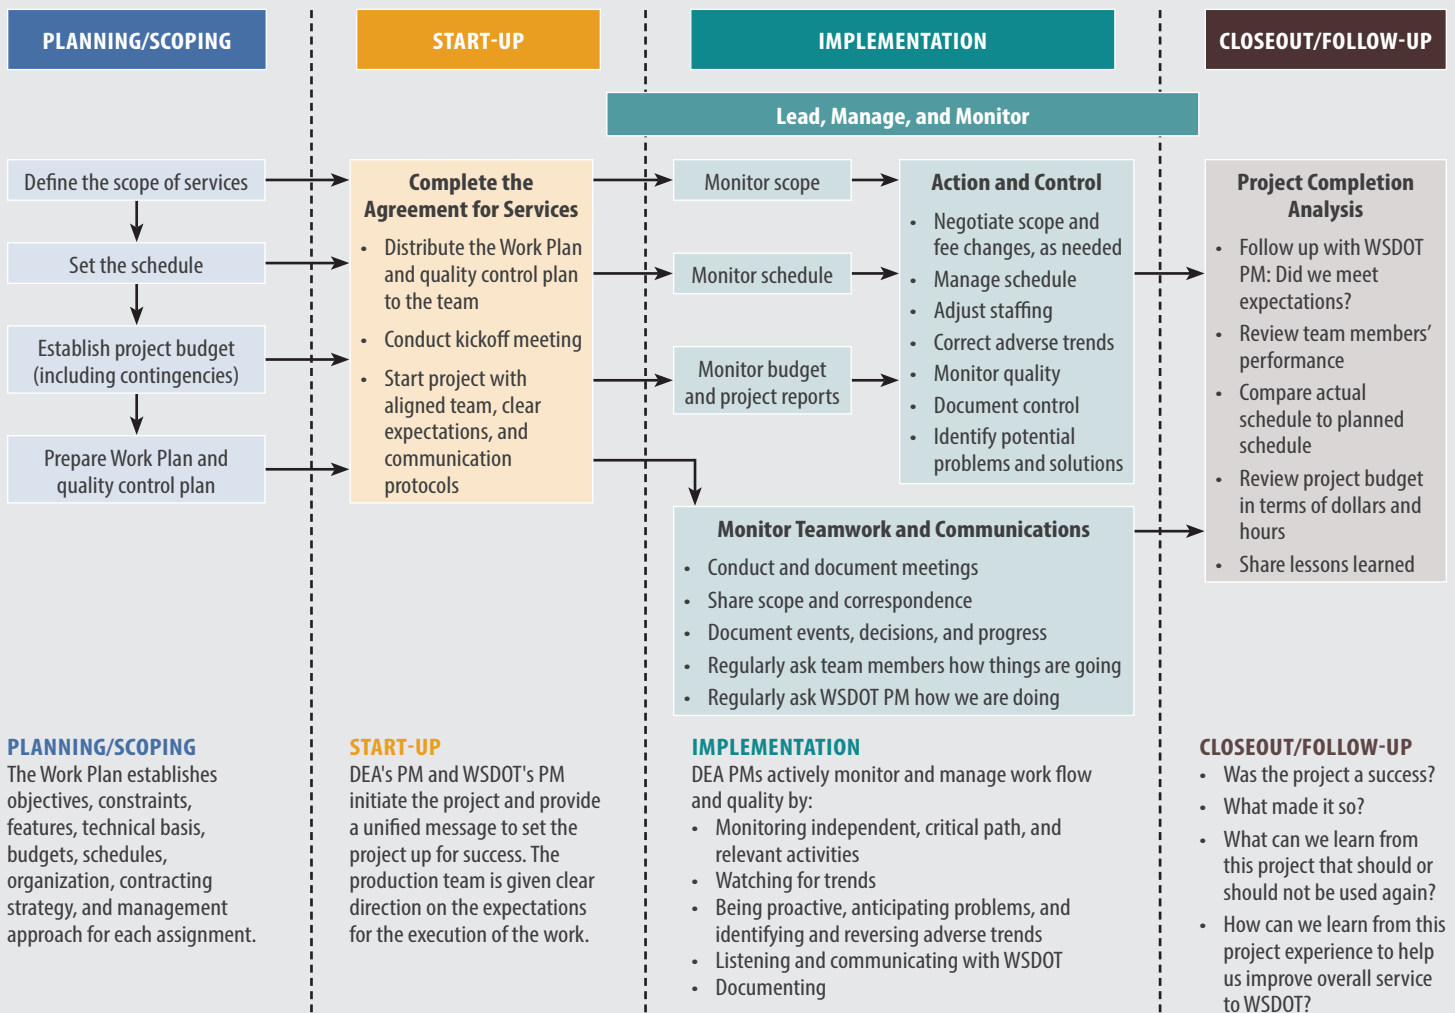 PLANNING/SCOPING
START-UP
IMPLEMENTATION
CLOSEOUT/FOLLOW-UP
Lead, Manage, and Monitor
Define the scope of services
Set the schedule
Establish project budget
(including contingencies)
Prepare Work Plan and
quality control plan
Complete the
Agreement for Services
• Distribute the Work Plan
and quality control plan
to the team
• Conduct kickoff meeting
• Start project with
aligned team, clear
expectations, and
communication
protocols
Monitor scope
Monitor schedule
Monitor budget
and project reports
Action and Control
• Negotiate scope and
fee changes, as needed
• Manage schedule
• Adjust staffing
• Correct adverse trends
• Monitor quality
• Document control
• Identify potential
problems and solutions
Monitor Teamwork and Communications
• Conduct and document meetings
• Share scope and correspondence
• Document events, decisions, and progress
• Regularly ask team members how things are going
• Regularly ask WSDOT PM how we are doing
Project Completion
Analysis
• Follow up with WSDOT
PM: Did we meet
expectations?
• Review team members’
performance
• Compare actual
schedule to planned
schedule
• Review project budget
in terms of dollars and
hours
• Share lessons learned
PLANNING/SCOPING
The Work Plan establishes
objectives, constraints,
features, technical basis,
budgets, schedules,
organization, contracting
strategy, and management
approach for each assignment.
START-UP
DEA's PM and WSDOT's PM
initiate the project and provide
a unified message to set the
project up for success. The
production team is given clear
direction on the expectations
for the execution of the work.
IMPLEMENTATION
DEA PMs actively monitor and manage work flow
and quality by:
• Monitoring independent, critical path, and
relevant activities
• Watching for trends
• Being proactive, anticipating problems, and
identifying and reversing adverse trends
• Listening and communicating with WSDOT
• Documenting
CLOSEOUT/FOLLOW-UP
• Was the project a success?
• What made it so?
• What can we learn from
this project that should or
should not be used again?
• How can we learn from this
project experience to help
us improve overall service
to WSDOT?